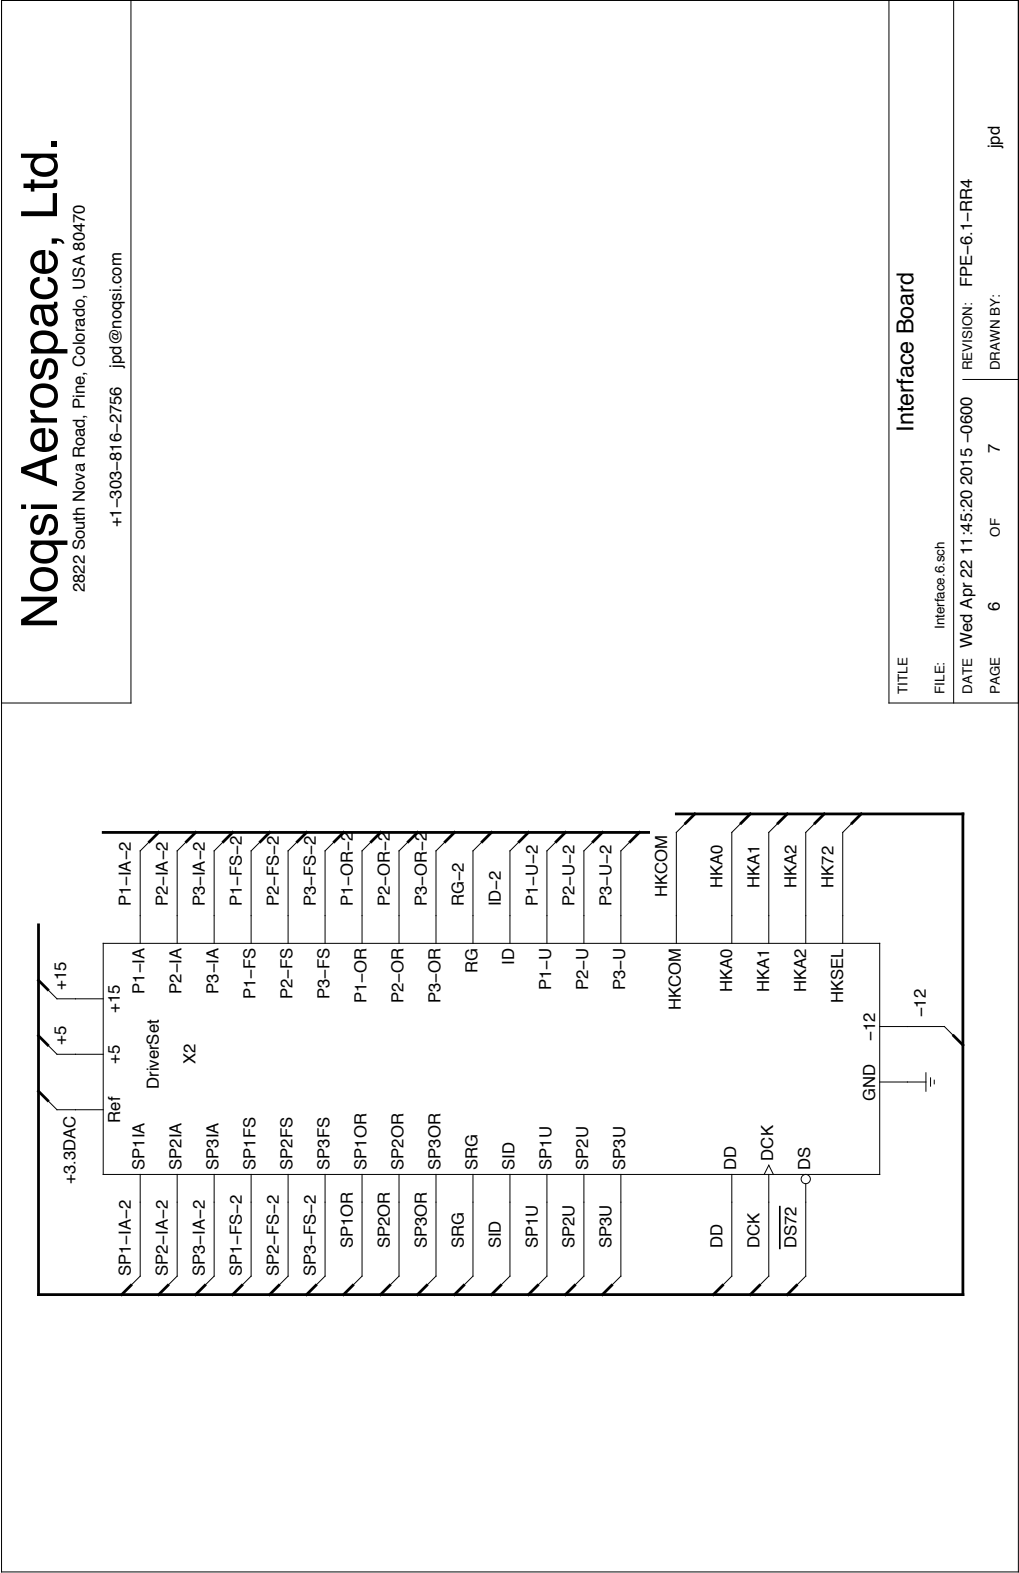 Noqsi Aerospace, Ltd.
2822 South Nova Road, Pine, Colorado, USA 80470
+1−303−816−2756 jpd@noqsi.com
+3.3DAC
+5
+15
Ref
+5
+15
DriverSet
X2
SP1−IA−2 SP1IA P1−IA P1−IA−2
SP2−IA−2 SP2IA P2−IA P2−IA−2
SP3−IA−2 SP3IA P3−IA P3−IA−2
SP1−FS−2 SP1FS P1−FS P1−FS−2
SP2−FS−2 SP2FS P2−FS P2−FS−2
SP3−FS−2 SP3FS P3−FS P3−FS−2
SP1OR SP1OR P1−OR P1−OR−2
SP2OR SP2OR P2−OR P2−OR−2
SP3OR SP3OR P3−OR P3−OR−2
SRG SRG RG RG−2
SID SID ID ID−2
SP1U SP1U P1−U P1−U−2
SP2U SP2U P2−U P2−U−2
SP3U SP3U P3−U P3−U−2
HKCOM HKCOM
DD DD HKA0 HKA0
DCK DCK HKA1 HKA1
DS72 DS HKA2 HKA2
HKSEL HK72
GND
−12
−12
TITLE
Interface Board
FILE: Interface.6.sch
DATE Wed Apr 22 11:45:20 2015 −0600
REVISION: FPE−6.1−RR4
PAGE 6 OF 7
DRAWN BY: jpd